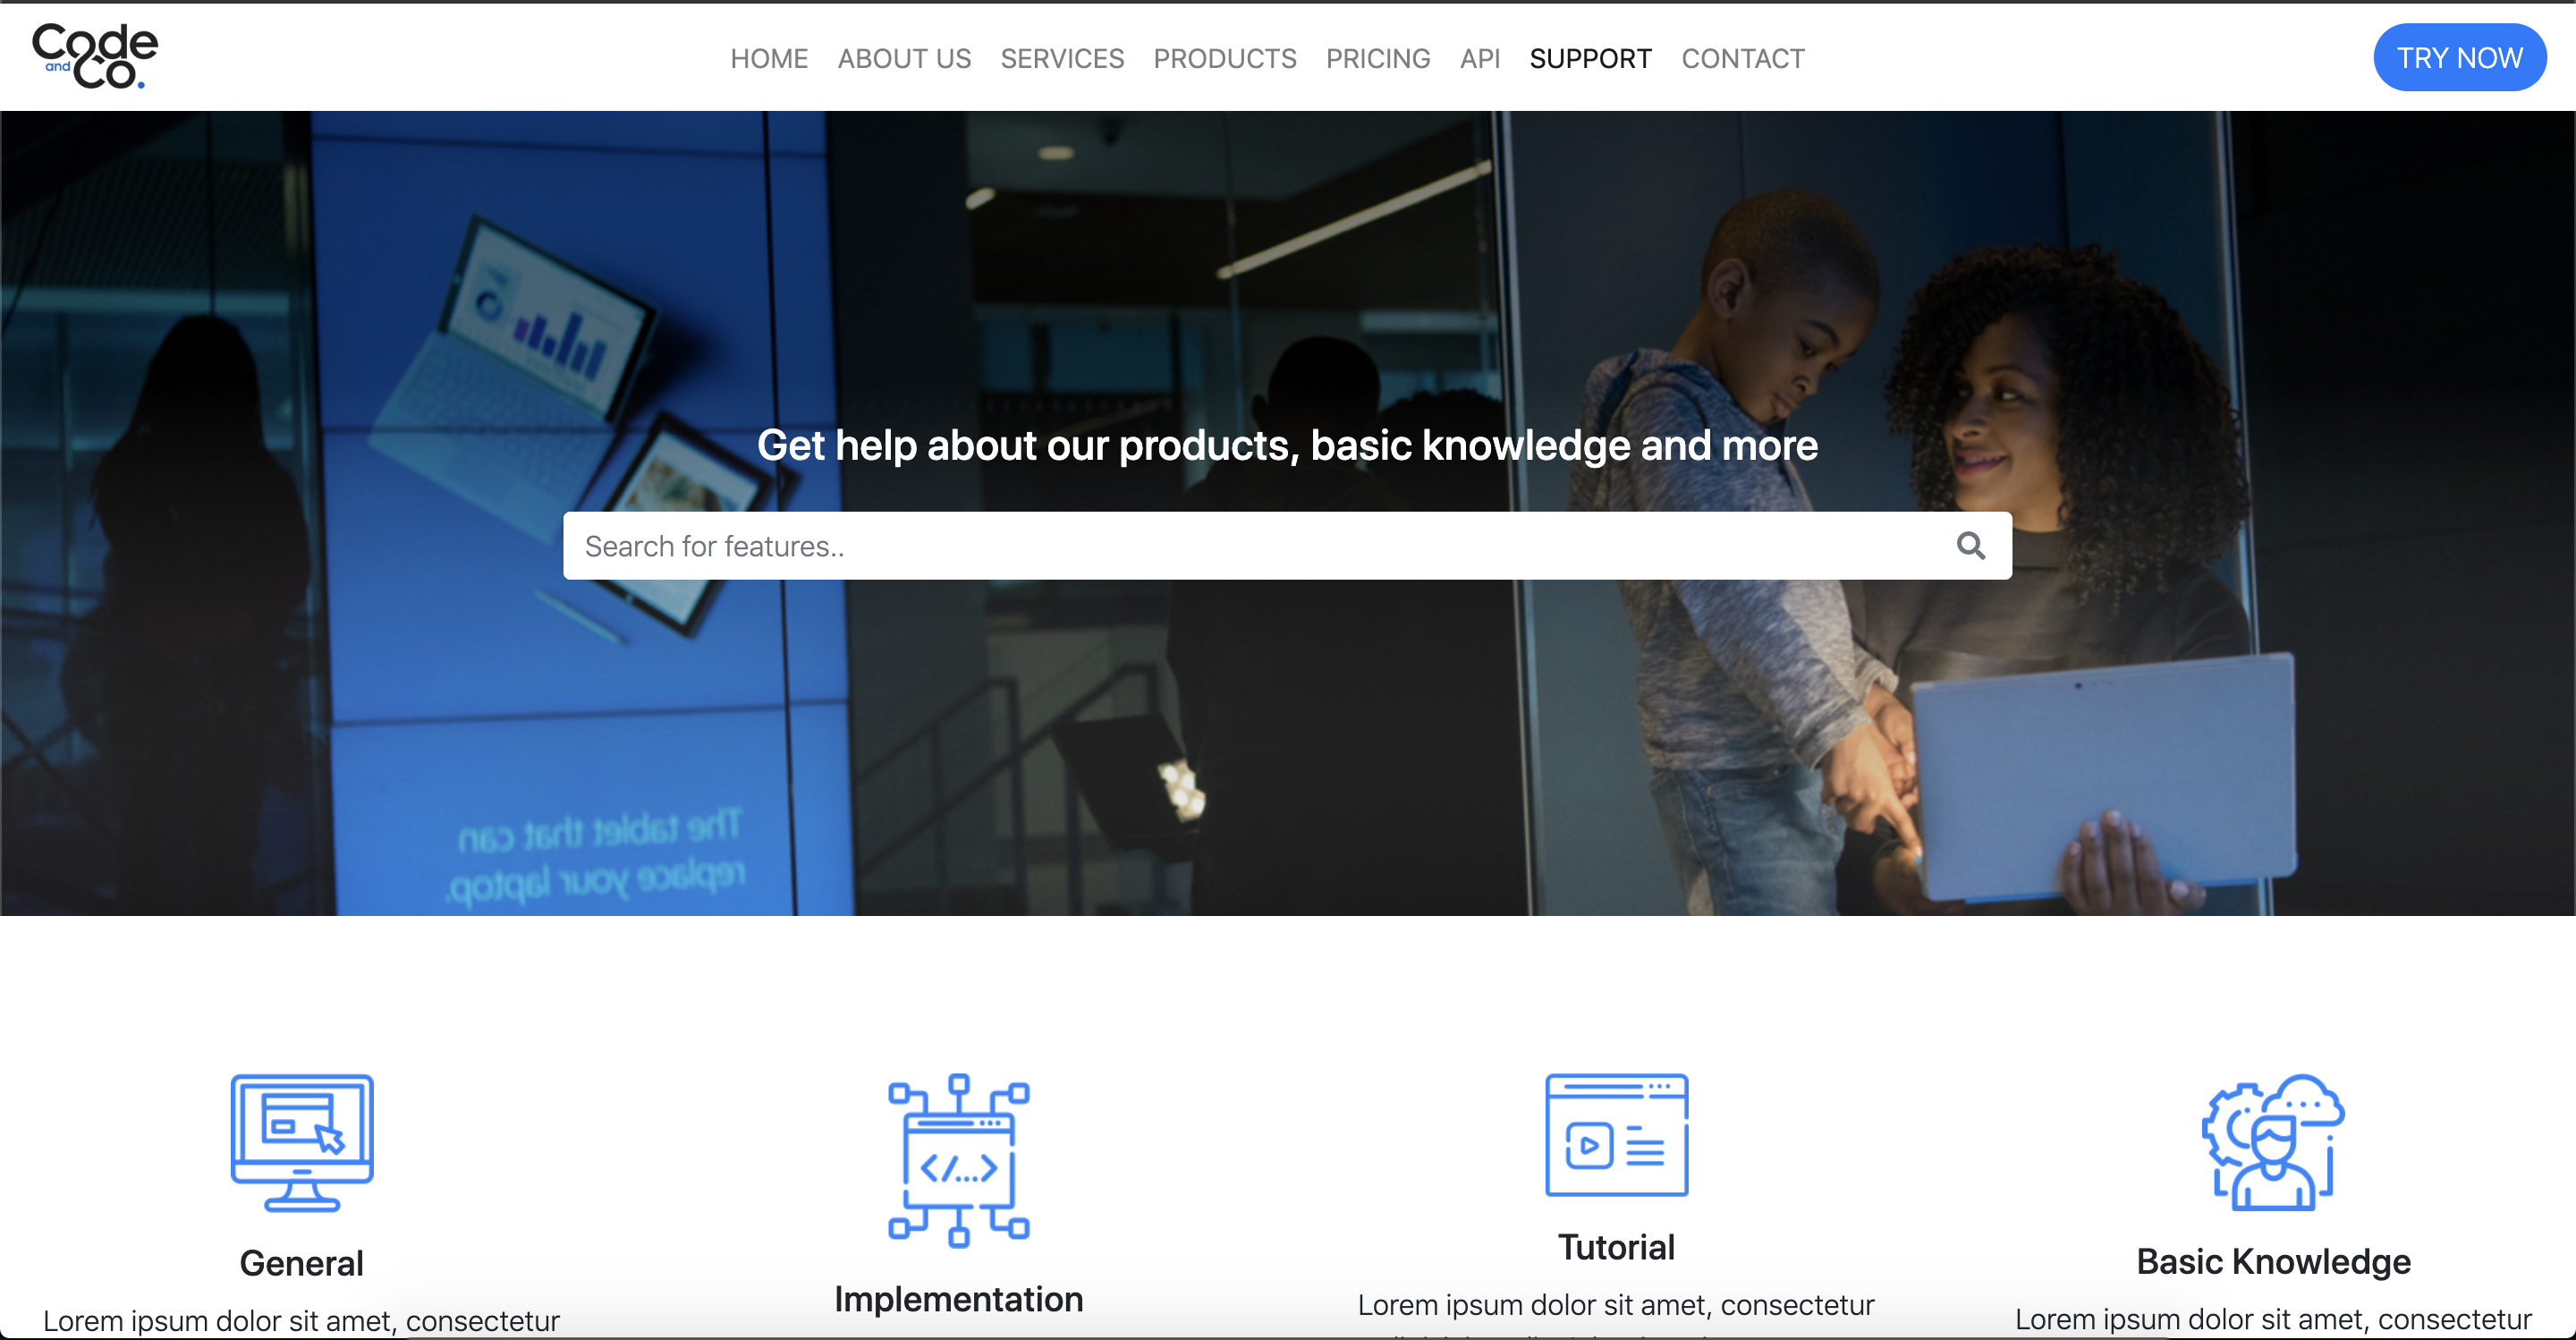 Code
and Co.
HOME ABOUT US SERVICES PRODUCTS PRICING API SUPPORT CONTACT
TRY NOW
Get help about our products, basic knowledge and more
Search for features..
The tablet that can
replace your laptop.
</...>
General
Lorem ipsum dolor sit amet, consectetur
Implementation
Tutorial
Lorem ipsum dolor sit amet, consectetur
Basic Knowledge
Lorem ipsum dolor sit amet, consectetur